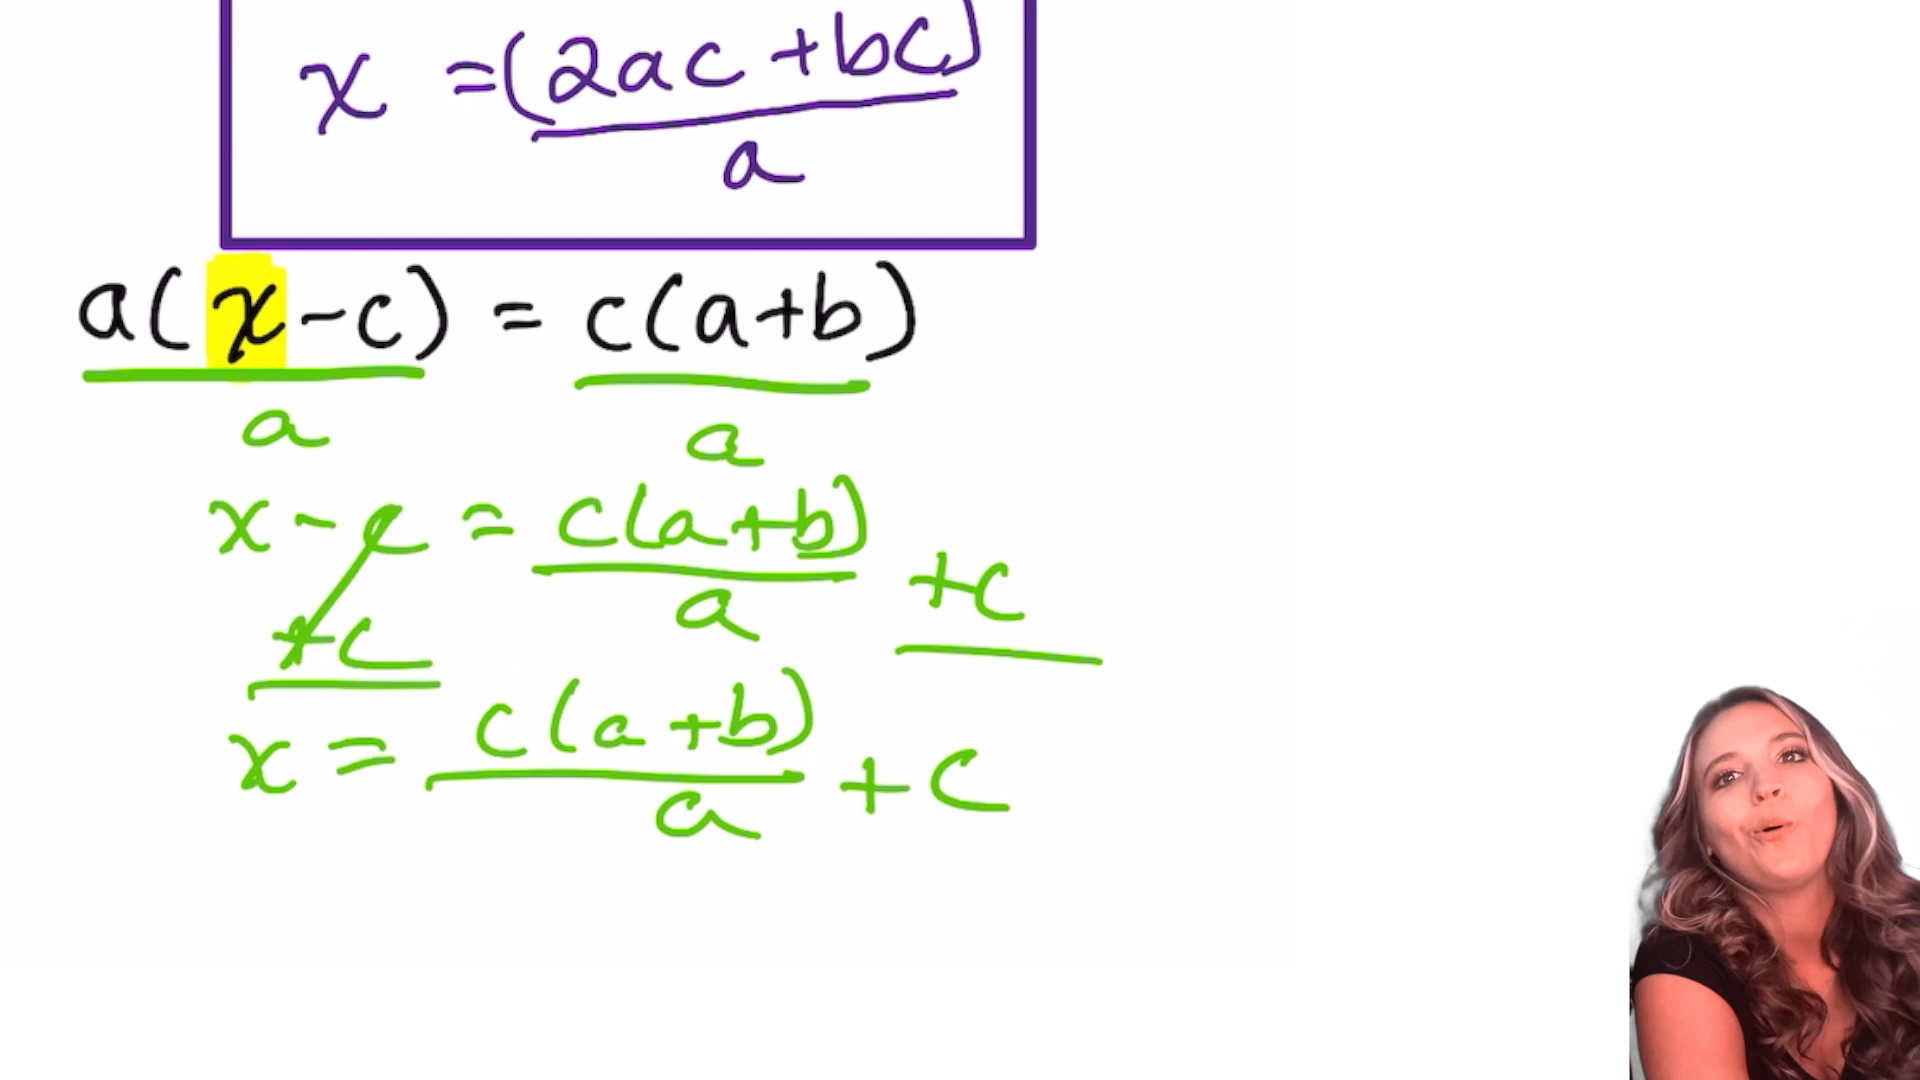 x = (2ac + bc)
a
a(x - c) = c(a + b)
a a
x - c = c(a + b)
a
+c
+c
x = c(a + b)
a
+ c